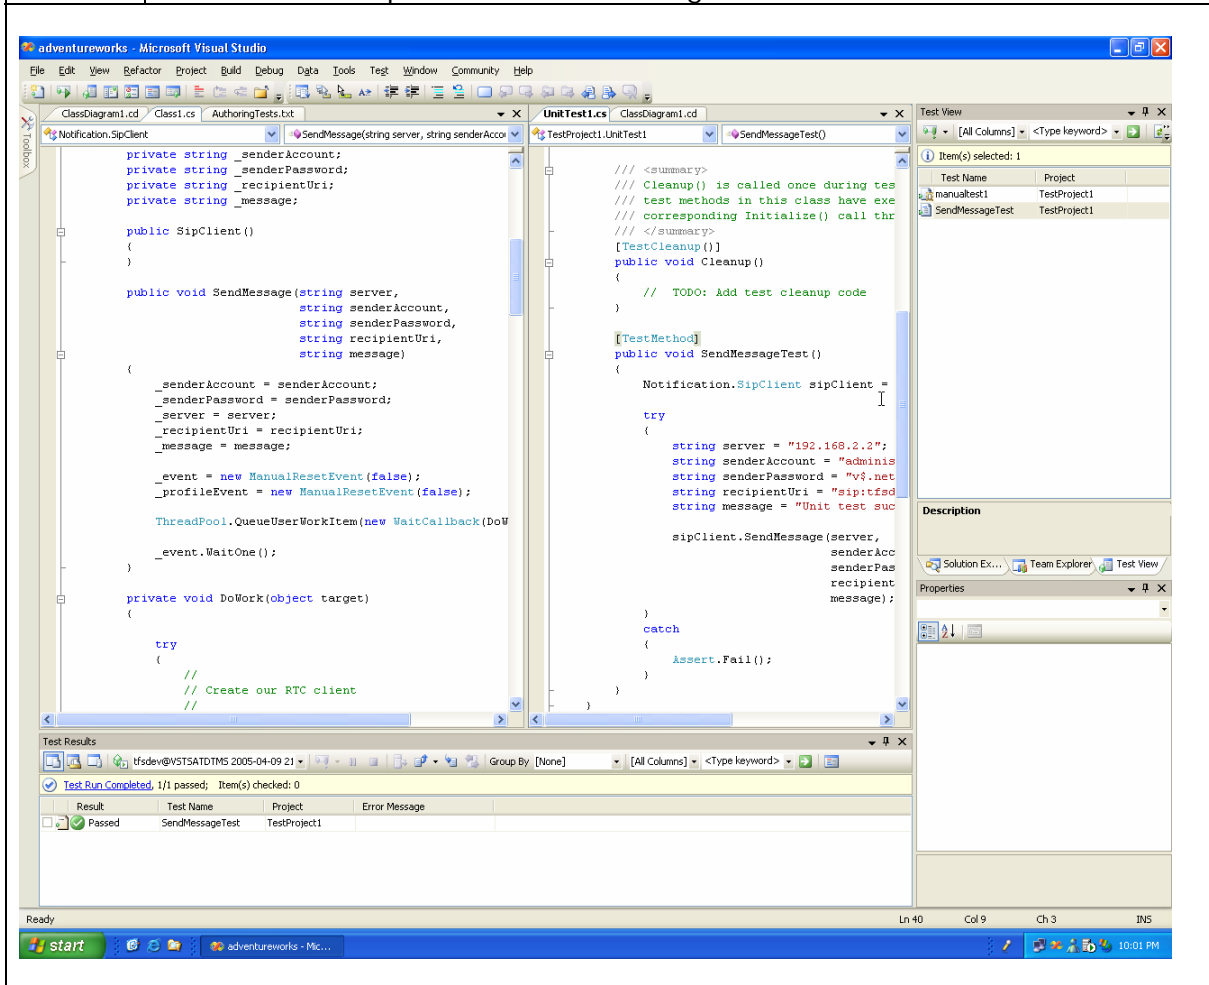 adventureworks - Microsoft Visual Studio
File Edit View Refactor Project Build Debug Data Tools Test Window Community Help
ClassDiagram1.cd Class1.cs AuthoringTests.txt
Notification.SipClient SendMessage(string server, string senderAccou
Toolbox
private string _senderAccount;
private string _senderPassword;
private string _recipientUri;
private string _message;
public SipClient()
{
}
public void SendMessage(string server,
string senderAccount,
string senderPassword,
string recipientUri,
string message)
{
_senderAccount = senderAccount;
_senderPassword = senderPassword;
_server = server;
_recipientUri = recipientUri;
_message = message;
_event = new ManualResetEvent(false);
_profileEvent = new ManualResetEvent(false);
ThreadPool.QueueUserWorkItem(new WaitCallback(DoW
_event.WaitOne();
}
private void DoWork(object target)
{
try
{
//
// Create our RTC client
//
UnitTest1.cs ClassDiagram1.cd
TestProject1.UnitTest1 SendMessageTest()
/// <summary>
/// Cleanup() is called once during tes
/// test methods in this class have exe
/// corresponding Initialize() call thr
/// </summary>
[TestCleanup()]
public void Cleanup()
{
// TODO: Add test cleanup code
}
[TestMethod]
public void SendMessageTest()
{
Notification.SipClient sipClient =
try
{
string server = "192.168.2.2";
string senderAccount = "adminis
string senderPassword = "v$.net
string recipientUri = "sip:tfsd
string message = "Unit test suc
sipClient.SendMessage(server,
senderAcc
senderPas
recipient
message);
}
catch
{
Assert.Fail();
}
}
}
Test View
[All Columns] <Type keyword>
Item(s) selected: 1
Test Name Project
manualtest1 TestProject1
SendMessageTest TestProject1
Description
Solution Ex... Team Explorer Test View
Properties
Test Results
tfsdev@VSTSATDTMS 2005-04-09 21 Group By [None] [All Columns] <Type keyword>
Test Run Completed, 1/1 passed; Item(s) checked: 0
Result Test Name Project Error Message
Passed SendMessageTest TestProject1
Ready Ln 40 Col 9 Ch 3 INS
start adventureworks - Mic... 10:01 PM